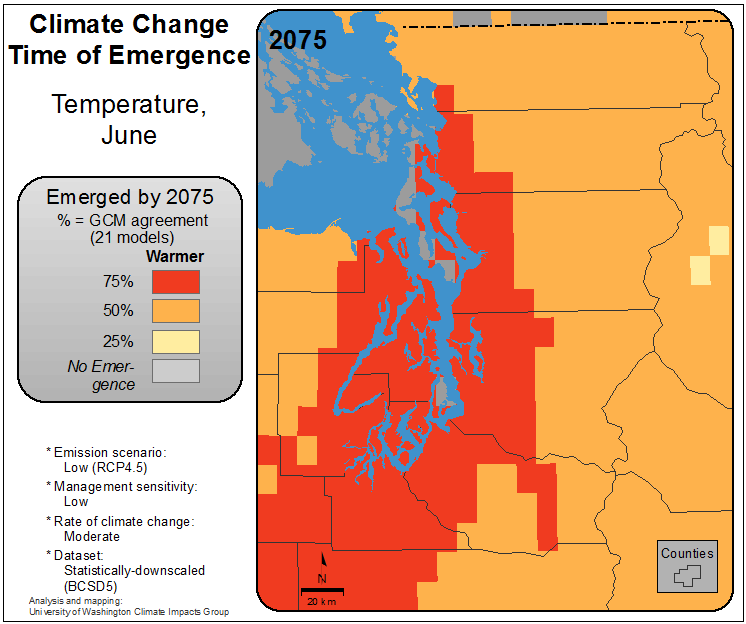 Climate Change
Time of Emergence
Temperature,
June
Emerged by 2075
% = GCM agreement
(21 models)
Warmer
75%
50%
25%
No Emer-
gence
* Emission scenario:
Low (RCP4.5)
* Management sensitivity:
Low
* Rate of climate change:
Moderate
* Dataset:
Statistically-downscaled
(BCSD5)
Analysis and mapping:
University of Washington Climate Impacts Group
2075
N
20 km
Counties